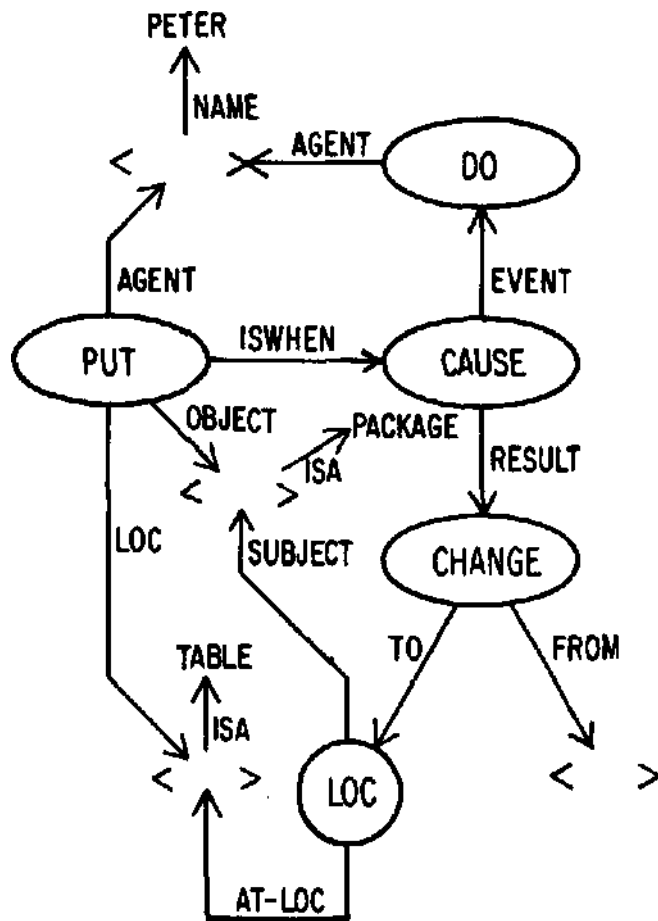 PETER
NAME
< >
AGENT
DO
AGENT
EVENT
PUT
ISWHEN
CAUSE
OBJECT
PACKAGE
ISA
< >
RESULT
LOC
SUBJECT
CHANGE
TABLE
TO
FROM
ISA
< >
LOC
< >
AT-LOC